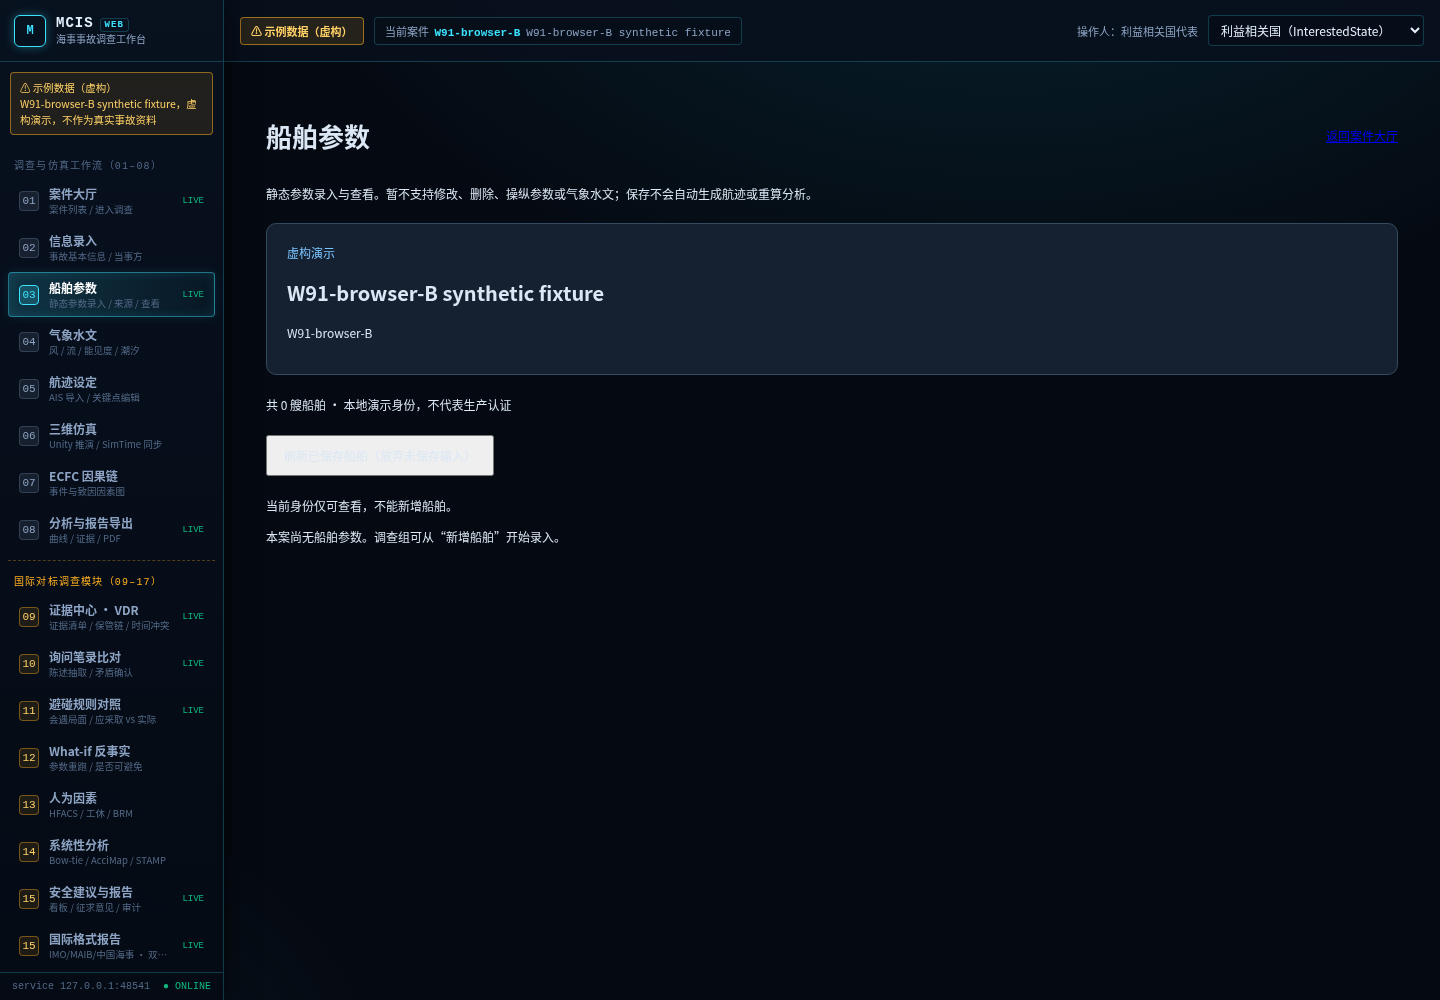 M
MCIS WEB
海事事故调查工作台
⚠ 示例数据（虚构）
当前案件 W91-browser-B W91-browser-B synthetic fixture
操作人：利益相关国代表
利益相关国（InterestedState）
⚠ 示例数据（虚构）
W91-browser-B synthetic fixture，虚
构演示，不作为真实事故资料
调查与仿真工作流（01–08）
01 案件大厅 LIVE
案件列表 / 进入调查
02 信息录入
事故基本信息 / 当事方
03 船舶参数 LIVE
静态参数录入 / 来源 / 查看
04 气象水文
风 / 流 / 能见度 / 潮汐
05 航迹设定
AIS 导入 / 关键点编辑
06 三维仿真
Unity 推演 / SimTime 同步
07 ECFC 因果链
事件与致因因素图
08 分析与报告导出 LIVE
曲线 / 证据 / PDF
国际对标调查模块（09–17）
09 证据中心 · VDR LIVE
证据清单 / 保管链 / 时间冲突
10 询问笔录比对 LIVE
陈述抽取 / 矛盾确认
11 避碰规则对照 LIVE
会遇局面 / 应采取 vs 实际
12 What-if 反事实
参数重跑 / 是否可避免
13 人为因素
HFACS / 工休 / BRM
14 系统性分析
Bow-tie / AcciMap / STAMP
15 安全建议与报告 LIVE
看板 / 征求意见 / 审计
15 国际格式报告 LIVE
IMO/MAIB/中国海事 · 双…
service 127.0.0.1:48541 ● ONLINE
船舶参数
返回案件大厅
静态参数录入与查看。暂不支持修改、删除、操纵参数或气象水文；保存不会自动生成航迹或重算分析。
虚构演示
W91-browser-B synthetic fixture
W91-browser-B
共 0 艘船舶 · 本地演示身份，不代表生产认证
刷新已保存船舶（放弃未保存输入）
当前身份仅可查看，不能新增船舶。
本案尚无船舶参数。调查组可从“新增船舶”开始录入。